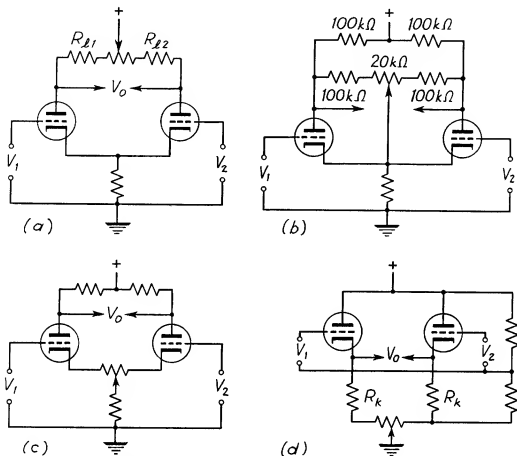 +
Rℓ1 Rℓ2
V₀
V₁ V₂
(a)
+
100kΩ 100kΩ
20kΩ
100kΩ 100kΩ
V₁ V₂
(b)
+
V₀
V₁ V₂
(c)
+
V₁ V₀ V₂
Rₖ Rₖ
(d)